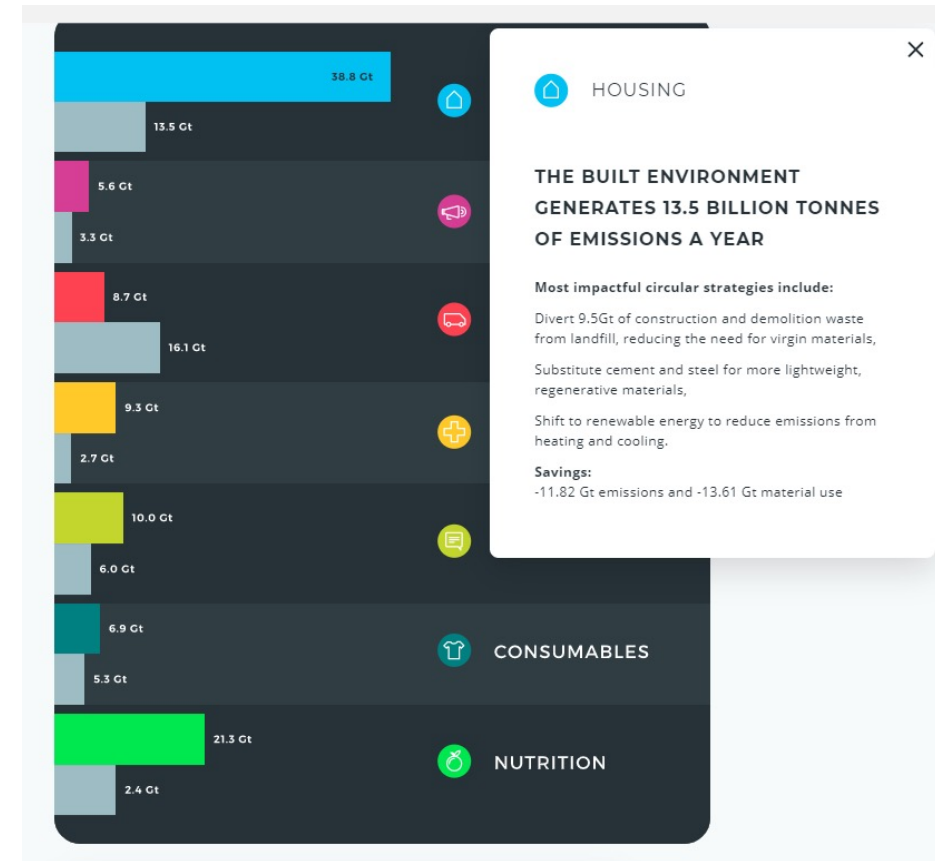 38.8 Gt
13.5 Gt
5.6 Gt
3.3 Gt
8.7 Gt
16.1 Gt
9.3 Gt
2.7 Gt
10.0 Gt
6.0 Gt
6.9 Gt
5.3 Gt
CONSUMABLES
21.3 Gt
2.4 Gt
NUTRITION
HOUSING
THE BUILT ENVIRONMENT
GENERATES 13.5 BILLION TONNES
OF EMISSIONS A YEAR
Most impactful circular strategies include:
Divert 9.5Gt of construction and demolition waste
from landfill, reducing the need for virgin materials,
Substitute cement and steel for more lightweight,
regenerative materials,
Shift to renewable energy to reduce emissions from
heating and cooling.
Savings:
-11.82 Gt emissions and -13.61 Gt material use